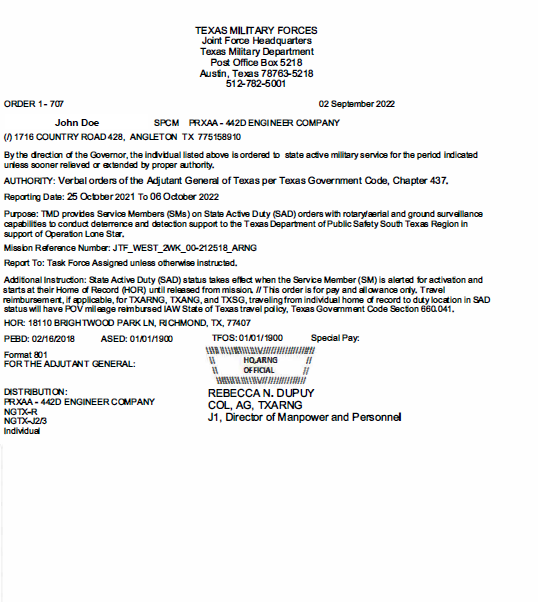 TEXAS MILITARY FORCES
Joint Force Headquarters
Texas Military Department
Post Office Box 5218
Austin, Texas 78763-5218
512-782-5001
ORDER 1 - 707 02 September 2022
John Doe SPCM PRXAA - 442D ENGINEER COMPANY
(/) 1716 COUNTRY ROAD 428, ANGLETON TX 775158910
By the direction of the Governor, the individual listed above is ordered to state active military service for the period indicated
unless sooner relieved or extended by proper authority.
AUTHORITY: Verbal orders of the Adjutant General of Texas per Texas Government Code, Chapter 437.
Reporting Date: 25 October 2021 To 06 October 2022
Purpose: TMD provides Service Members (SMs) on State Active Duty (SAD) orders with rotary/aerial and ground surveillance
capabilities to conduct deterrence and detection support to the Texas Department of Public Safety South Texas Region in
support of Operation Lone Star.
Mission Reference Number: JTF_WEST_2WK_00-212518_ARNG
Report To: Task Force Assigned unless otherwise instructed.
Additional Instruction: State Active Duty (SAD) status takes effect when the Service Member (SM) is alerted for activation and
starts at their Home of Record (HOR) until released from mission. // This order is for pay and allowance only. Travel
reimbursement, if applicable, for TXARNG, TXANG, and TXSG, traveling from individual home of record to duty location in SAD
status will have POV mileage reimbursed IAW State of Texas travel policy, Texas Government Code Section 660.041.
HOR: 18110 BRIGHTWOOD PARK LN, RICHMOND, TX, 77407
PEBD: 02/16/2018 ASED: 01/01/1900 TFOS: 01/01/1900 Special Pay:
Format 801
FOR THE ADJUTANT GENERAL:
\\ HQ,ARNG //
\\ OFFICIAL //
DISTRIBUTION:
PRXAA - 442D ENGINEER COMPANY
NGTX-R
NGTX-J2/3
Individual
REBECCA N. DUPUY
COL, AG, TXARNG
J1, Director of Manpower and Personnel